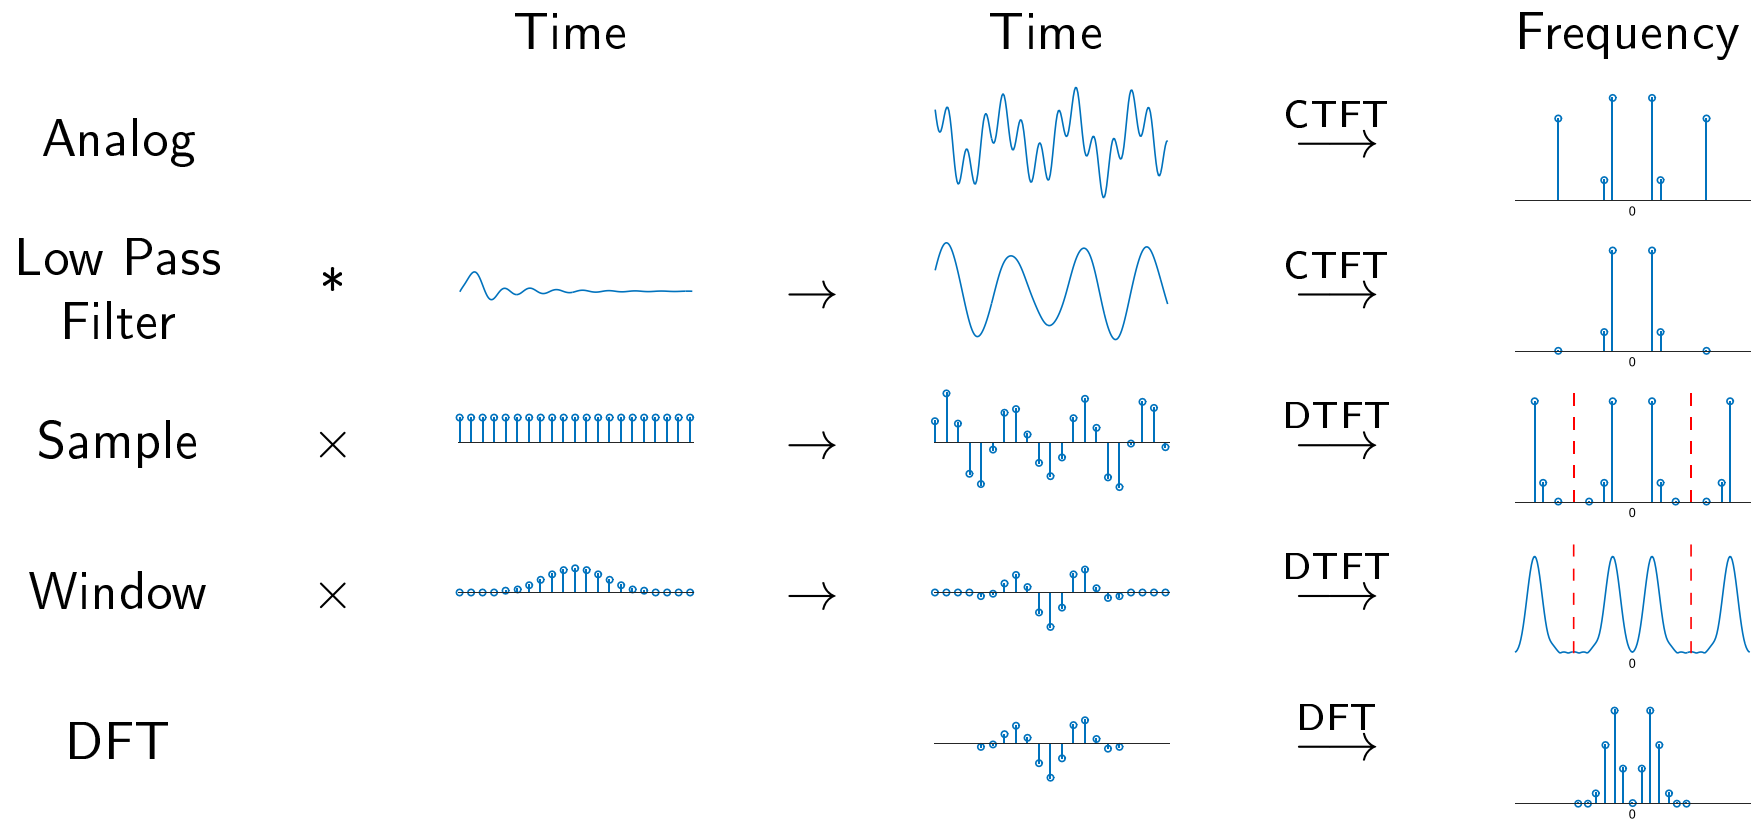 Time Time Frequency
Analog CTFT 0
Low Pass
Filter * → CTFT 0
Sample × → DTFT 0
Window × → DTFT 0
DFT DFT 0